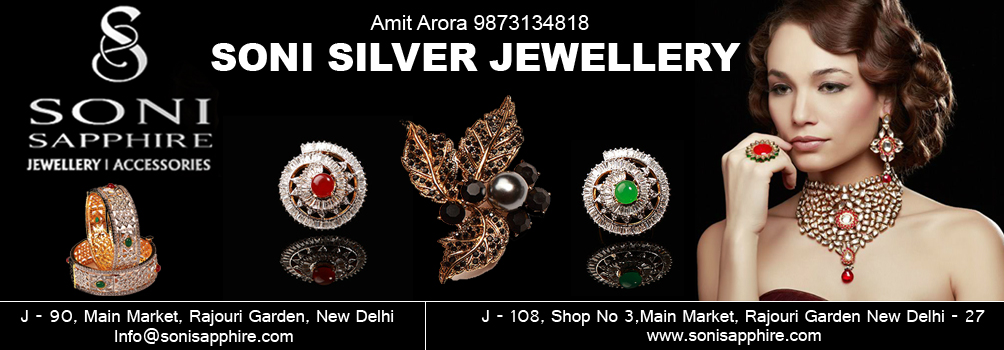 Amit Arora 9873134818
SONI SILVER JEWELLERY
SONI
SAPPHIRE
JEWELLERY | ACCESSORIES
J - 90, Main Market, Rajouri Garden, New Delhi
Info@sonisapphire.com
J - 108, Shop No 3,Main Market, Rajouri Garden New Delhi - 27
www.sonisapphire.com